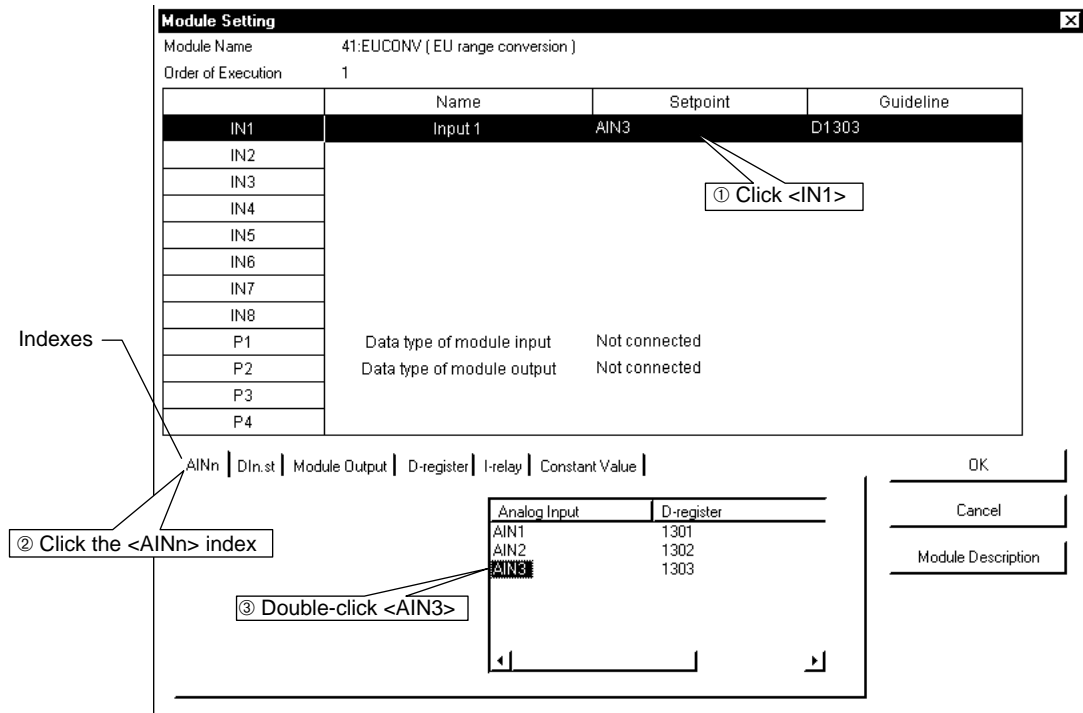 Module Setting
Module Name 41:EUCONV ( EU range conversion )
Order of Execution 1
Name Setpoint Guideline
IN1 Input 1 AIN3 D1303
① Click <IN1>
IN2
IN3
IN4
IN5
IN6
IN7
IN8
Indexes
P1 Data type of module input Not connected
P2 Data type of module output Not connected
P3
P4
AINn DIn.st Module Output D-register I-relay Constant Value
② Click the <AINn> index
Analog Input D-register
AIN1 1301
AIN2 1302
AIN3 1303
③ Double-click <AIN3>
OK
Cancel
Module Description